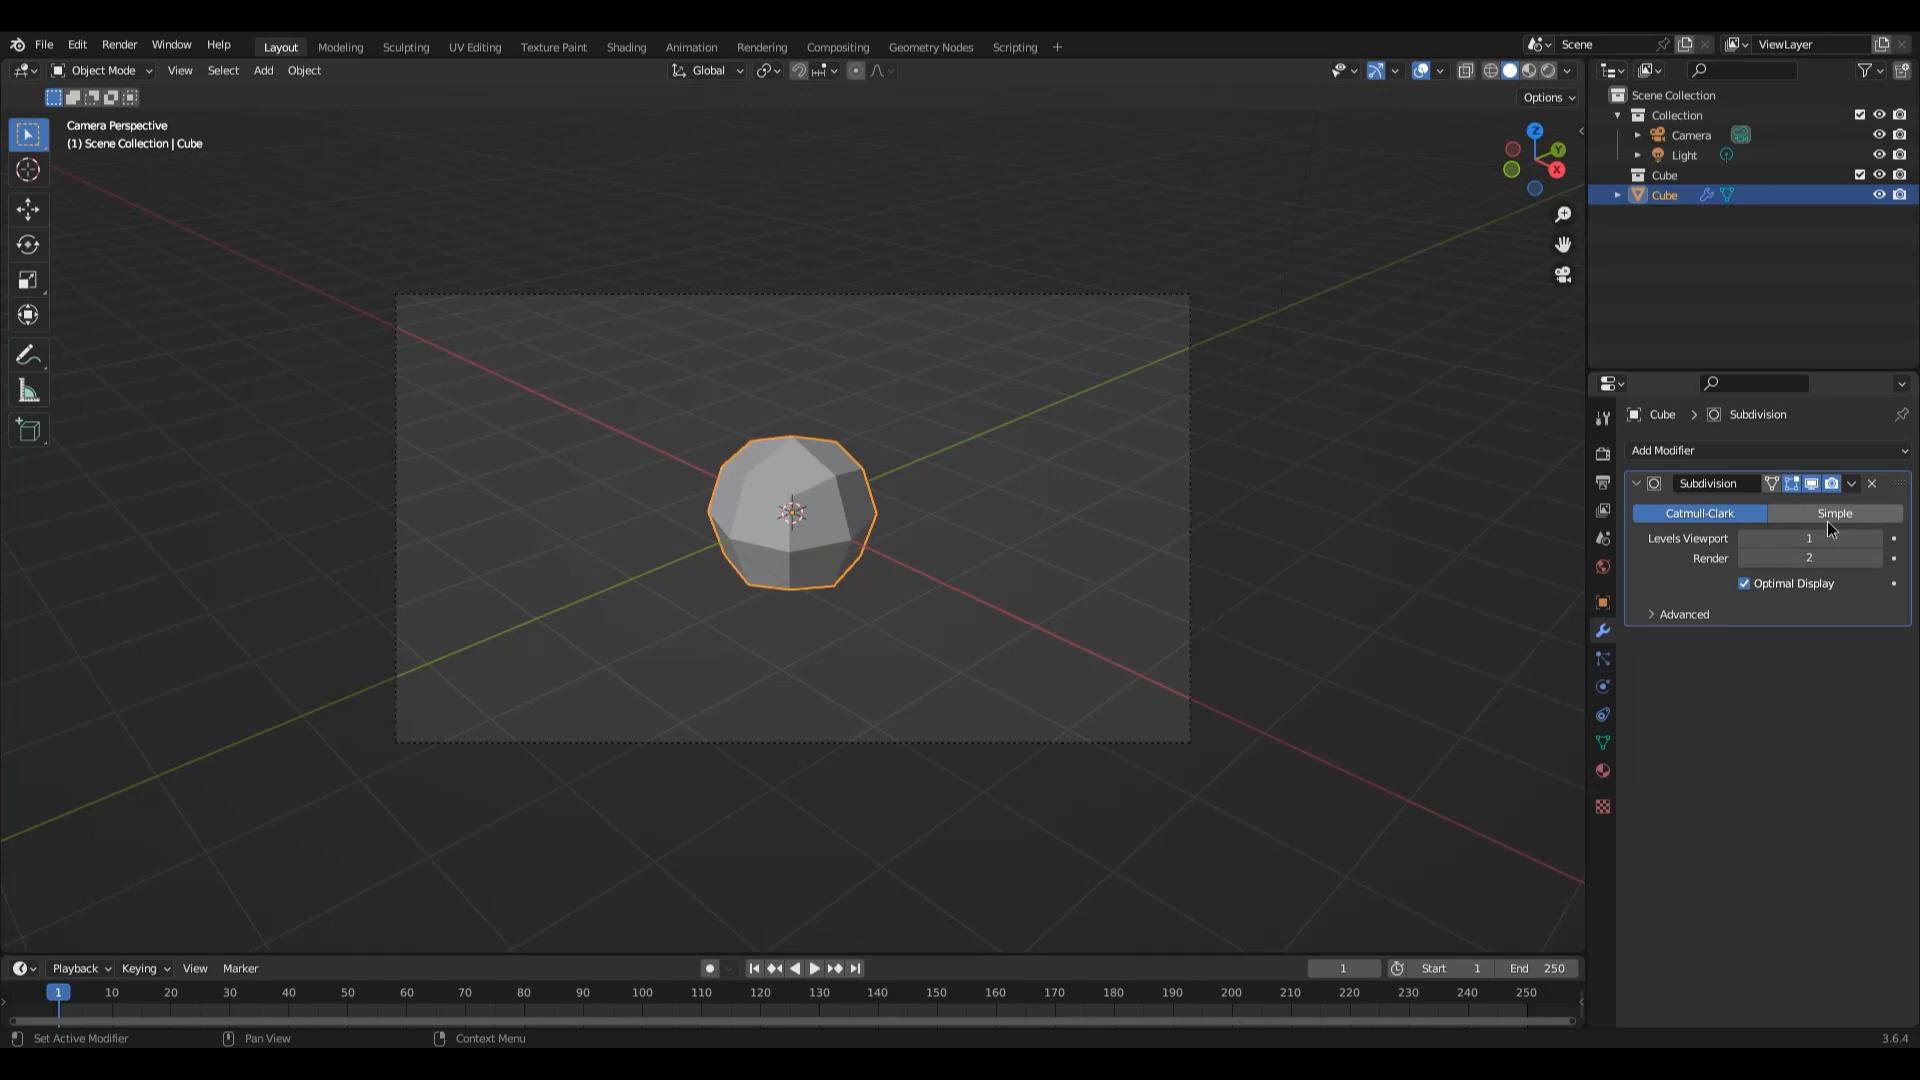 File Edit Render Window Help Layout Modeling Sculpting UV Editing Texture Paint Shading Animation Rendering Compositing Geometry Nodes Scripting + Scene ViewLayer
Object Mode View Select Add Object Global
Options
Camera Perspective
(1) Scene Collection | Cube
Z
Y
X
Scene Collection
Collection
Camera
Light
Cube
Cube
Cube > Subdivision
Add Modifier
Subdivision
Catmull-Clark Simple
Levels Viewport 1
Render 2
Optimal Display
Advanced
Playback Keying View Marker 1 Start 1 End 250
1 10 20 30 40 50 60 70 80 90 100 110 120 130 140 150 160 170 180 190 200 210 220 230 240 250
Set Active Modifier Pan View Context Menu 3.6.4